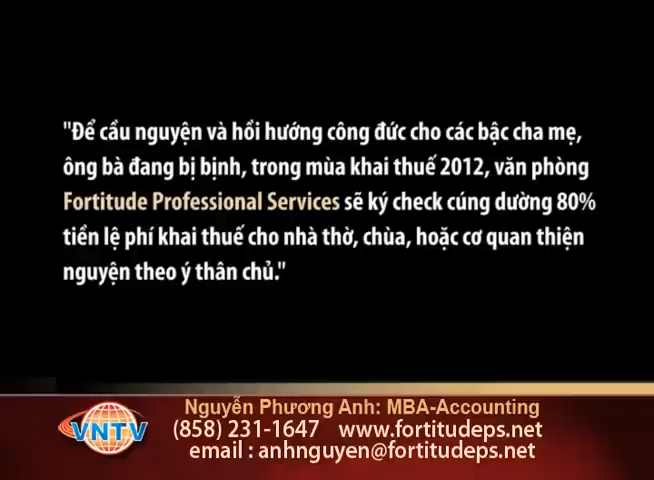 "Để cầu nguyện và hồi hướng công đức cho các bậc cha mẹ,
ông bà đang bị bịnh, trong mùa khai thuế 2012, văn phòng
Fortitude Professional Services sẽ ký check cúng dường 80%
tiền lệ phí khai thuế cho nhà thờ, chùa, hoặc cơ quan thiện
nguyện theo ý thân chủ."
Nguyễn Phương Anh: MBA-Accounting
(858) 231-1647 www.fortitudeps.net
email : anhnguyen@fortitudeps.net
VNTV